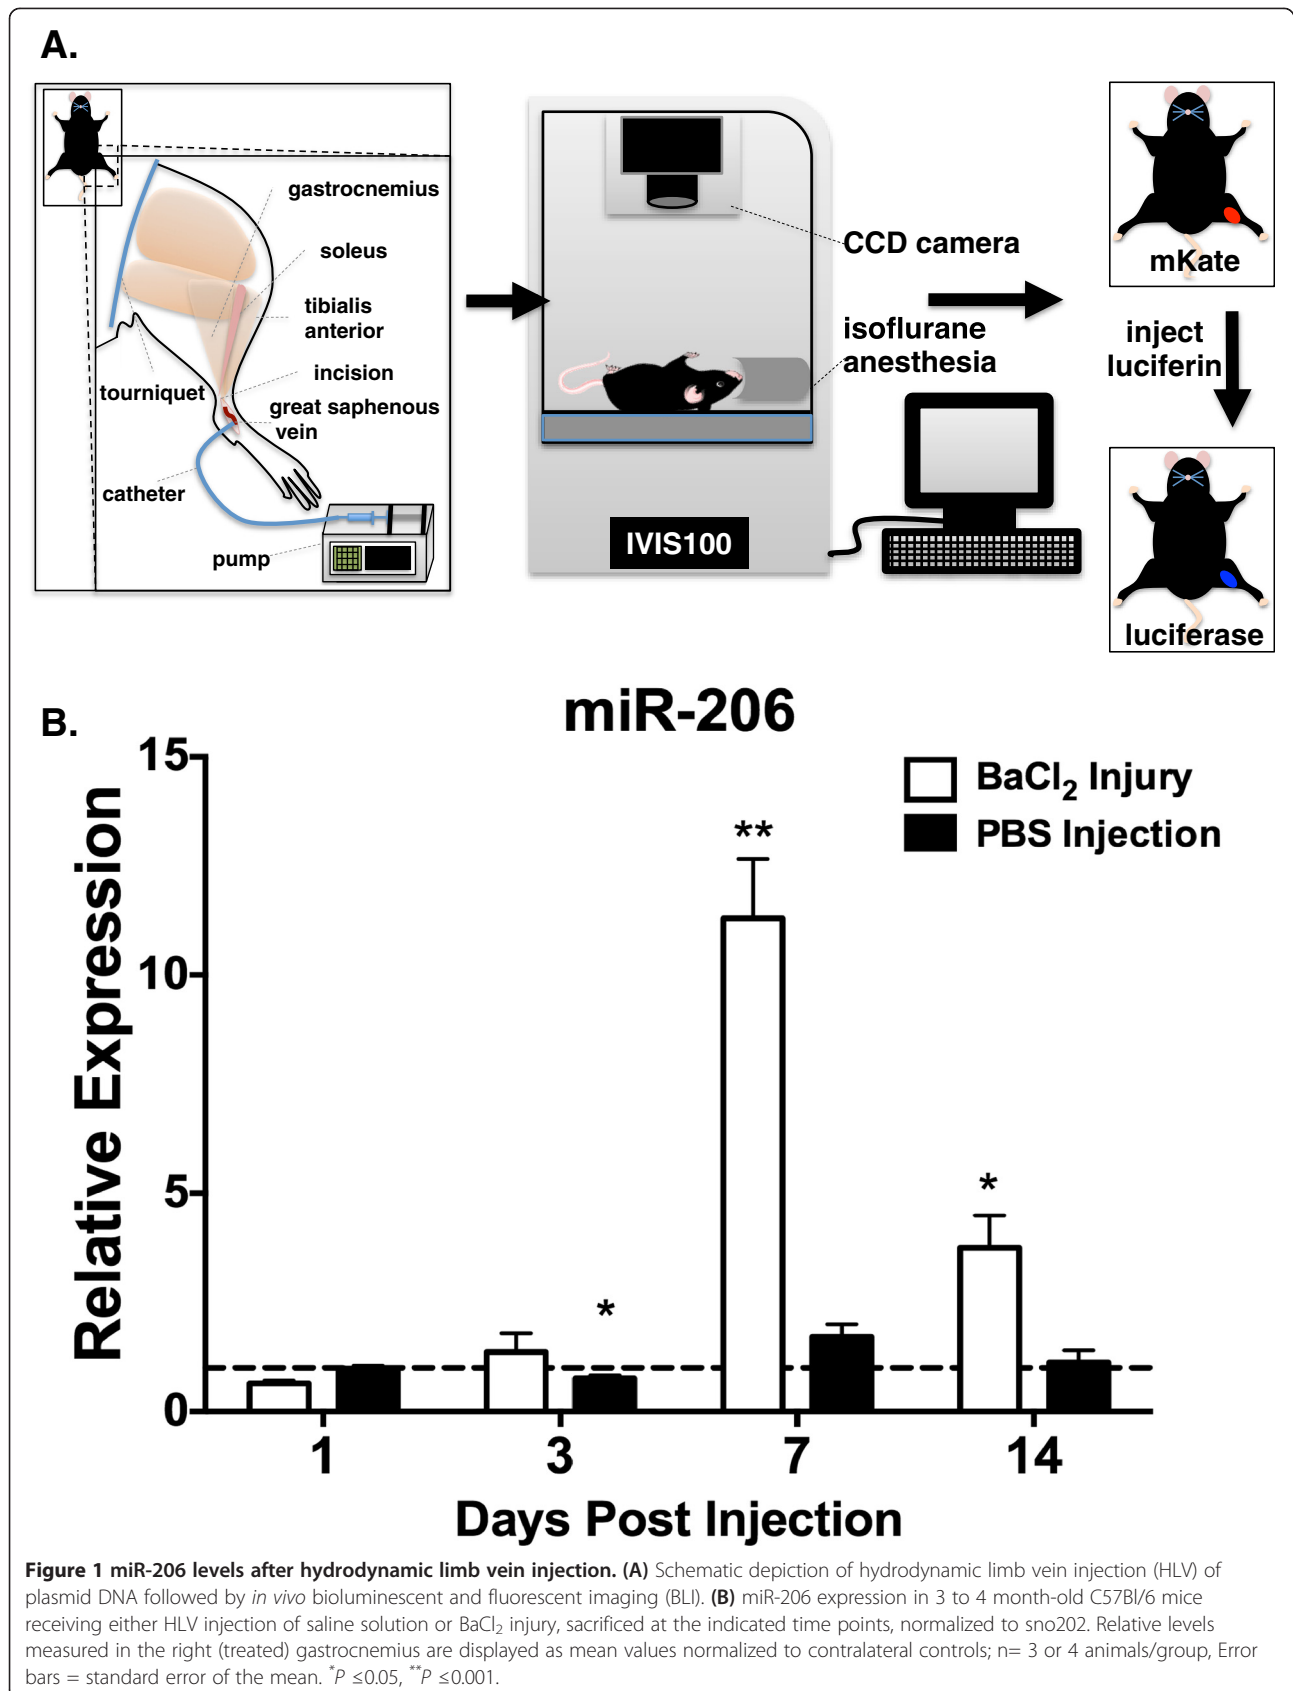 A.
gastrocnemius
soleus
tibialis
anterior
incision
tourniquet
great saphenous
vein
catheter
pump
CCD camera
isoflurane
anesthesia
IVIS100
mKate
inject
luciferin
luciferase
B.
miR-206
BaCl₂ Injury
PBS Injection
Relative Expression
15
10
5
0
**
*
*
1 3 7 14
Days Post Injection
Figure 1 miR-206 levels after hydrodynamic limb vein injection. (A) Schematic depiction of hydrodynamic limb vein injection (HLV) of
plasmid DNA followed by in vivo bioluminescent and fluorescent imaging (BLI). (B) miR-206 expression in 3 to 4 month-old C57Bl/6 mice
receiving either HLV injection of saline solution or BaCl₂ injury, sacrificed at the indicated time points, normalized to sno202. Relative levels
measured in the right (treated) gastrocnemius are displayed as mean values normalized to contralateral controls; n= 3 or 4 animals/group, Error
bars = standard error of the mean. *P ≤0.05, **P ≤0.001.